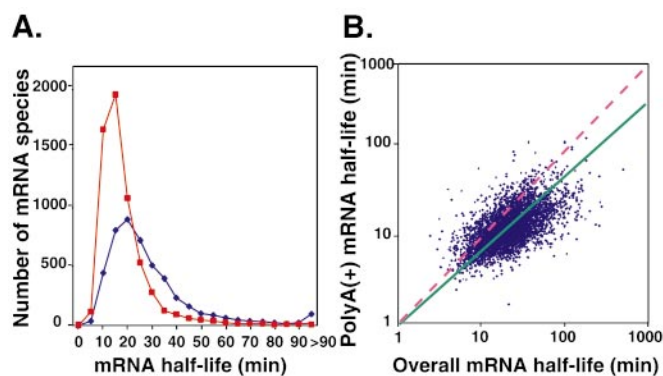 A.
B.
Number of mRNA species
2000
1500
1000
500
0
0 10 20 30 40 50 60 70 80 90 >90
mRNA half-life (min)
PolyA(+) mRNA half-life (min)
1000
100
10
1
1 10 100 1000
Overall mRNA half-life (min)